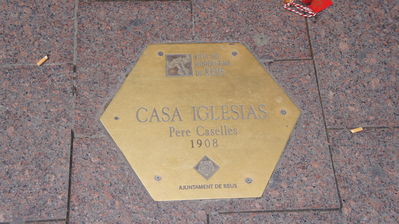 CASA IGLESIAS
Pere Caselles
1908
AJUNTAMENT DE REUS